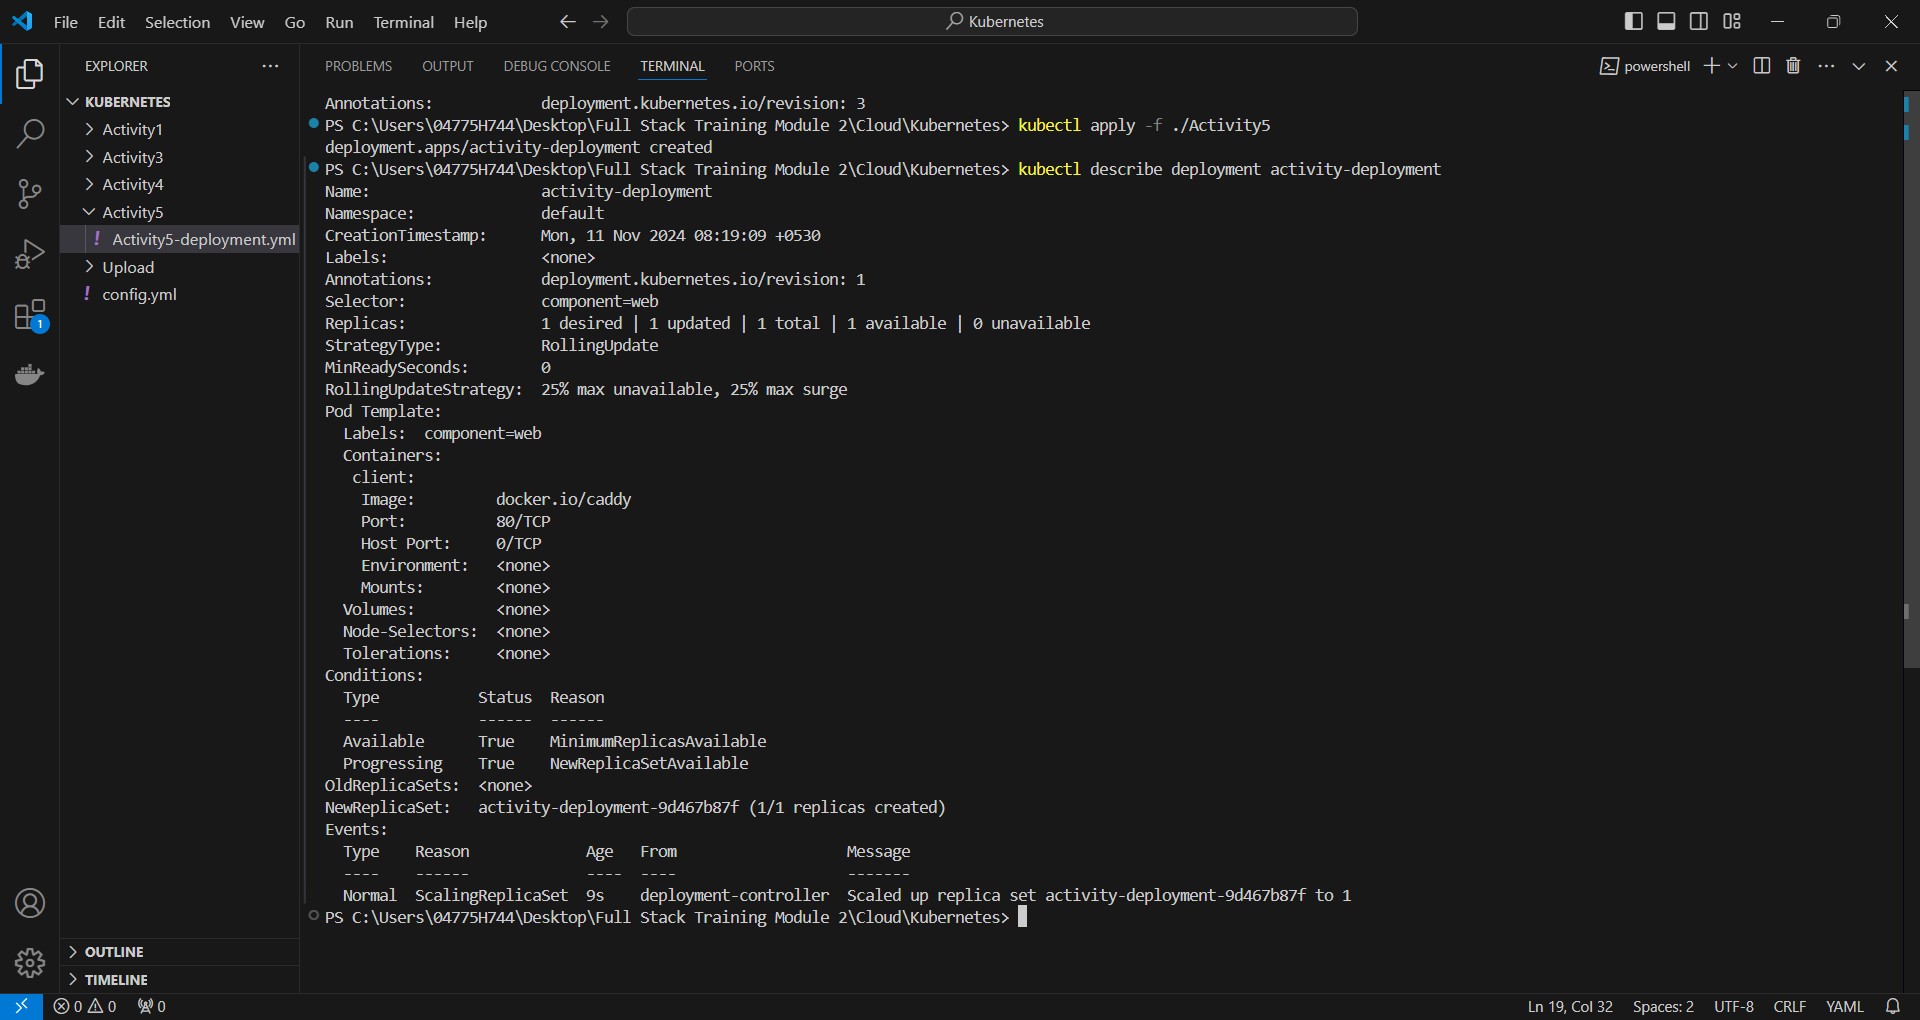 File Edit Selection View Go Run Terminal Help
Kubernetes
EXPLORER
KUBERNETES
Activity1
Activity3
Activity4
Activity5
! Activity5-deployment.yml
Upload
! config.yml
1
OUTLINE
TIMELINE
PROBLEMS OUTPUT DEBUG CONSOLE TERMINAL PORTS
powershell
Annotations: deployment.kubernetes.io/revision: 3
PS C:\Users\04775H744\Desktop\Full Stack Training Module 2\Cloud\Kubernetes> kubectl apply -f ./Activity5
deployment.apps/activity-deployment created
PS C:\Users\04775H744\Desktop\Full Stack Training Module 2\Cloud\Kubernetes> kubectl describe deployment activity-deployment
Name: activity-deployment
Namespace: default
CreationTimestamp: Mon, 11 Nov 2024 08:19:09 +0530
Labels: <none>
Annotations: deployment.kubernetes.io/revision: 1
Selector: component=web
Replicas: 1 desired | 1 updated | 1 total | 1 available | 0 unavailable
StrategyType: RollingUpdate
MinReadySeconds: 0
RollingUpdateStrategy: 25% max unavailable, 25% max surge
Pod Template:
Labels: component=web
Containers:
client:
Image: docker.io/caddy
Port: 80/TCP
Host Port: 0/TCP
Environment: <none>
Mounts: <none>
Volumes: <none>
Node-Selectors: <none>
Tolerations: <none>
Conditions:
Type Status Reason
---- ------ ------
Available True MinimumReplicasAvailable
Progressing True NewReplicaSetAvailable
OldReplicaSets: <none>
NewReplicaSet: activity-deployment-9d467b87f (1/1 replicas created)
Events:
Type Reason Age From Message
---- ------ ---- ---- -------
Normal ScalingReplicaSet 9s deployment-controller Scaled up replica set activity-deployment-9d467b87f to 1
PS C:\Users\04775H744\Desktop\Full Stack Training Module 2\Cloud\Kubernetes>
0 0 0
Ln 19, Col 32 Spaces: 2 UTF-8 CRLF YAML